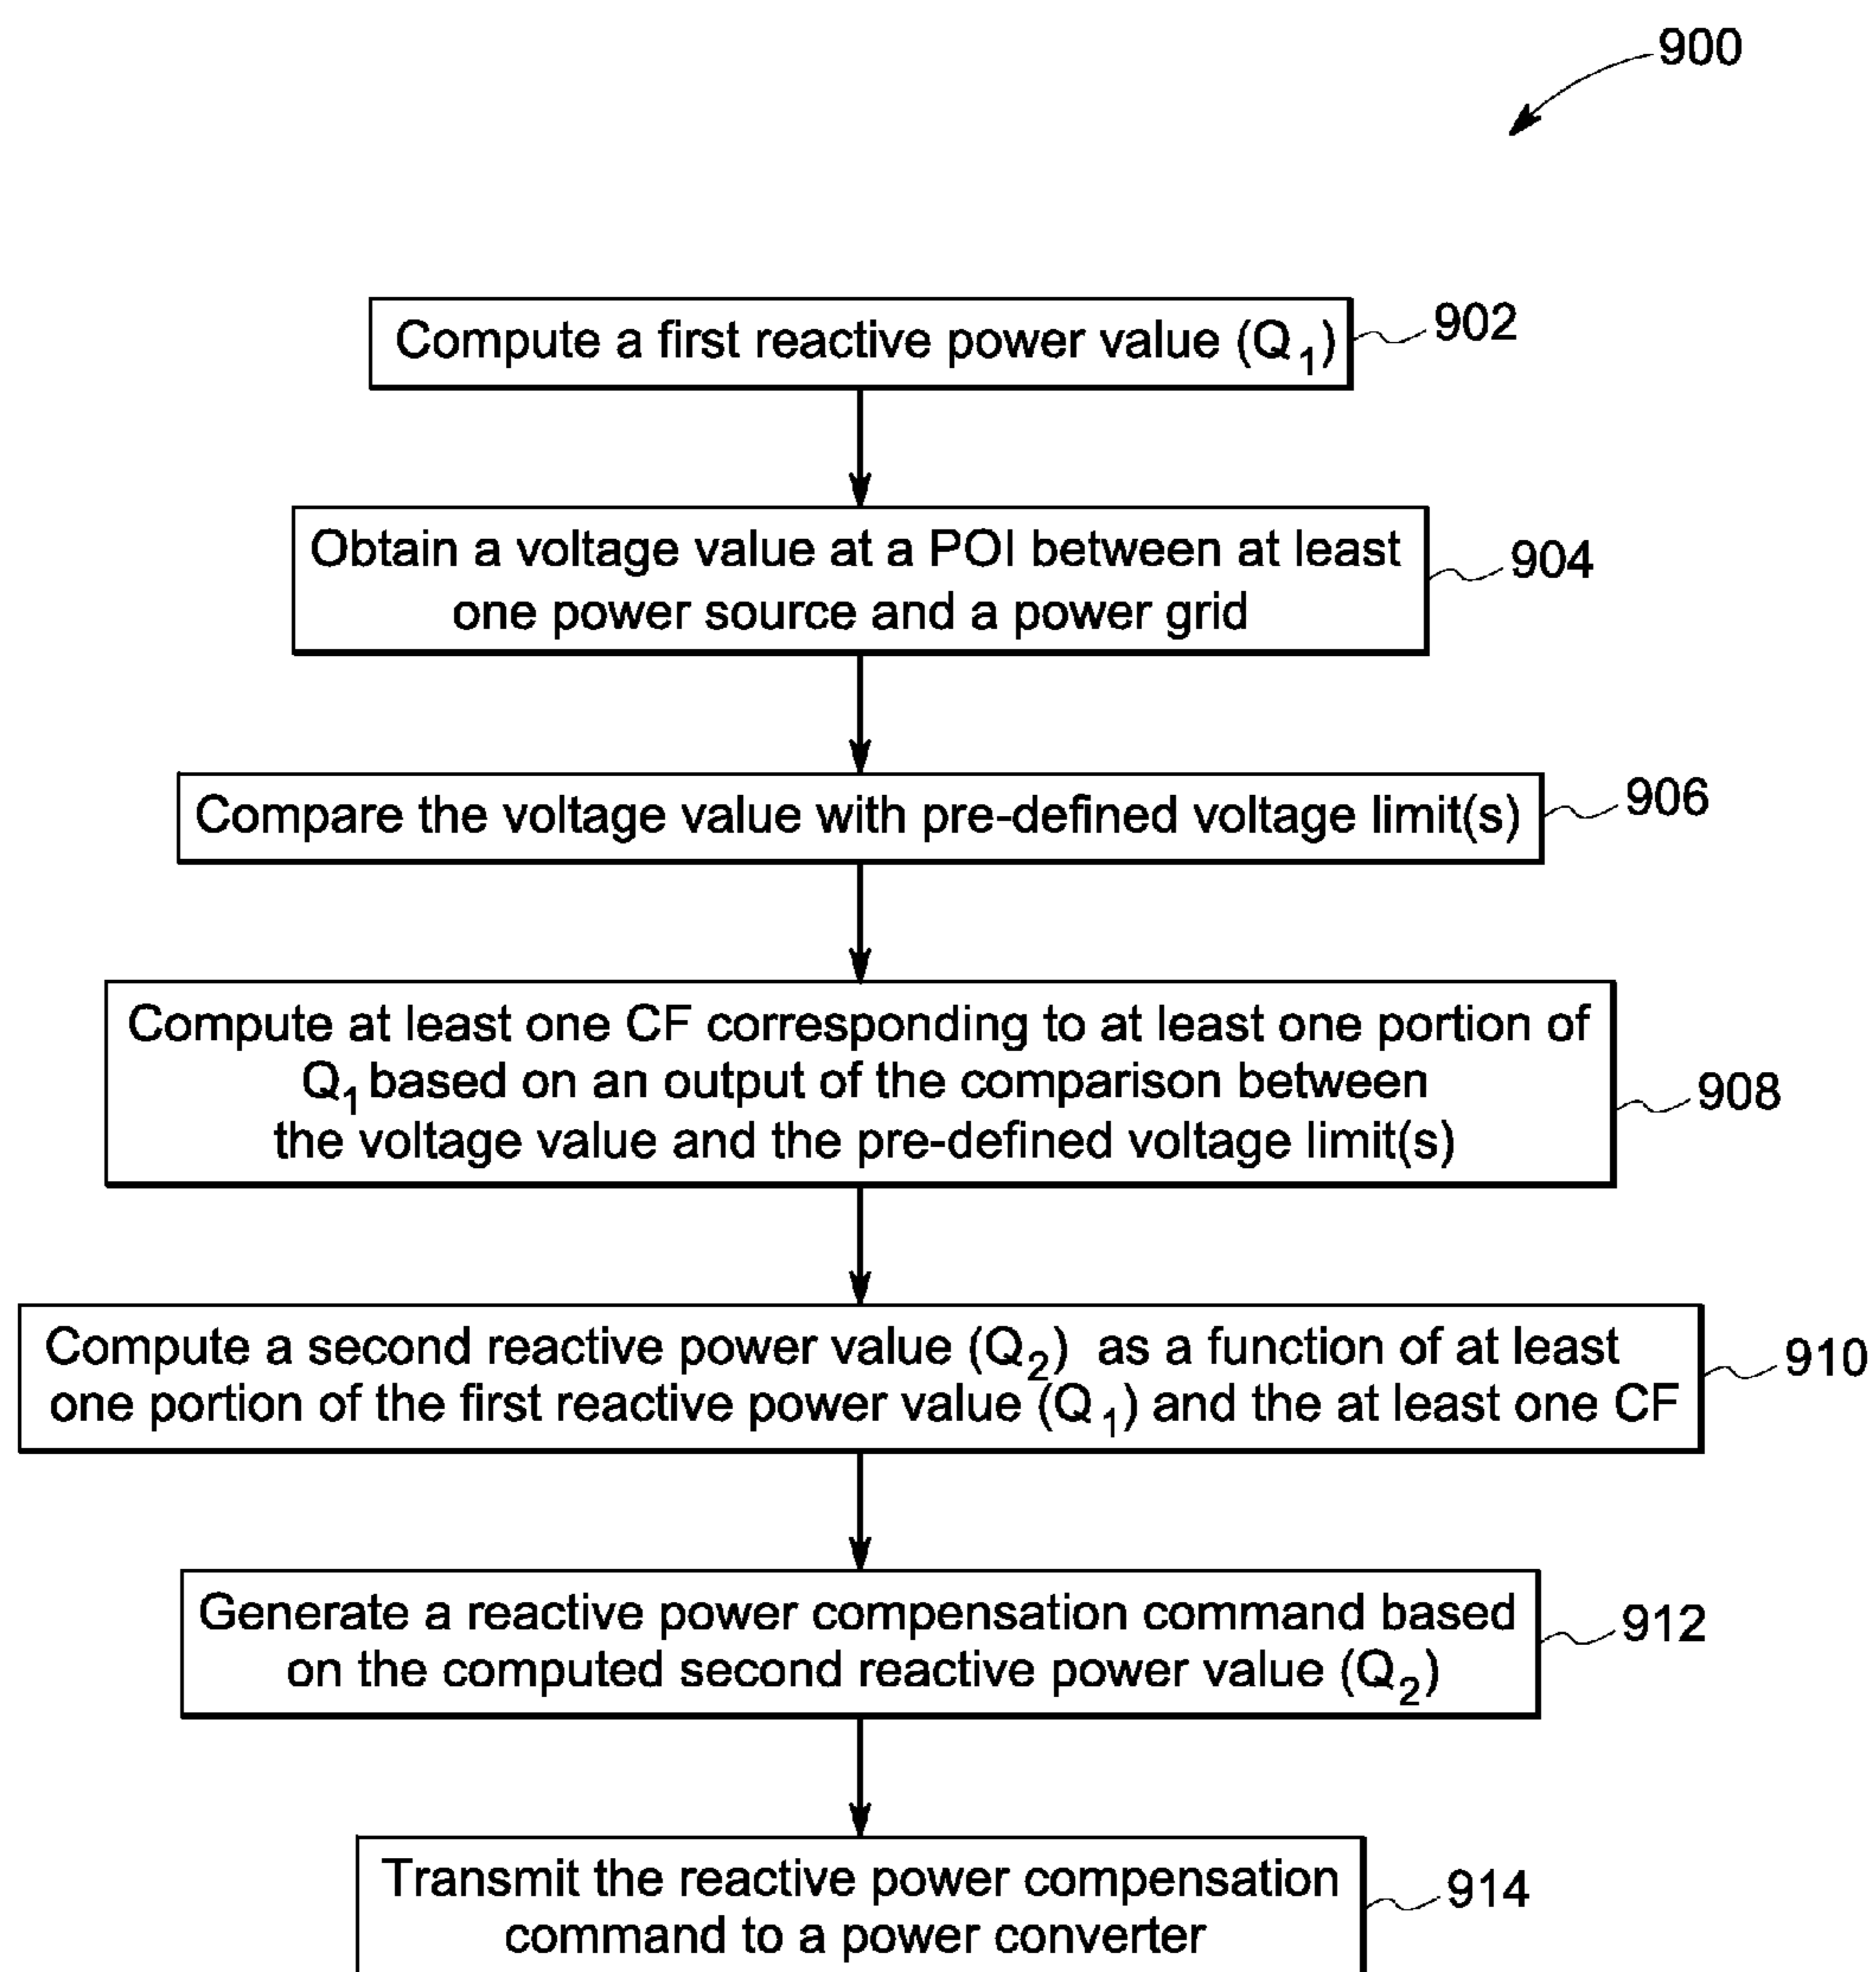 900
Compute a first reactive power value (Q1)
902
Obtain a voltage value at a POI between at least
one power source and a power grid
904
Compare the voltage value with pre-defined voltage limit(s)
906
Compute at least one CF corresponding to at least one portion of
Q1 based on an output of the comparison between
the voltage value and the pre-defined voltage limit(s)
908
Compute a second reactive power value (Q2) as a function of at least
one portion of the first reactive power value (Q1) and the at least one CF
910
Generate a reactive power compensation command based
on the computed second reactive power value (Q2)
912
Transmit the reactive power compensation
command to a power converter
914